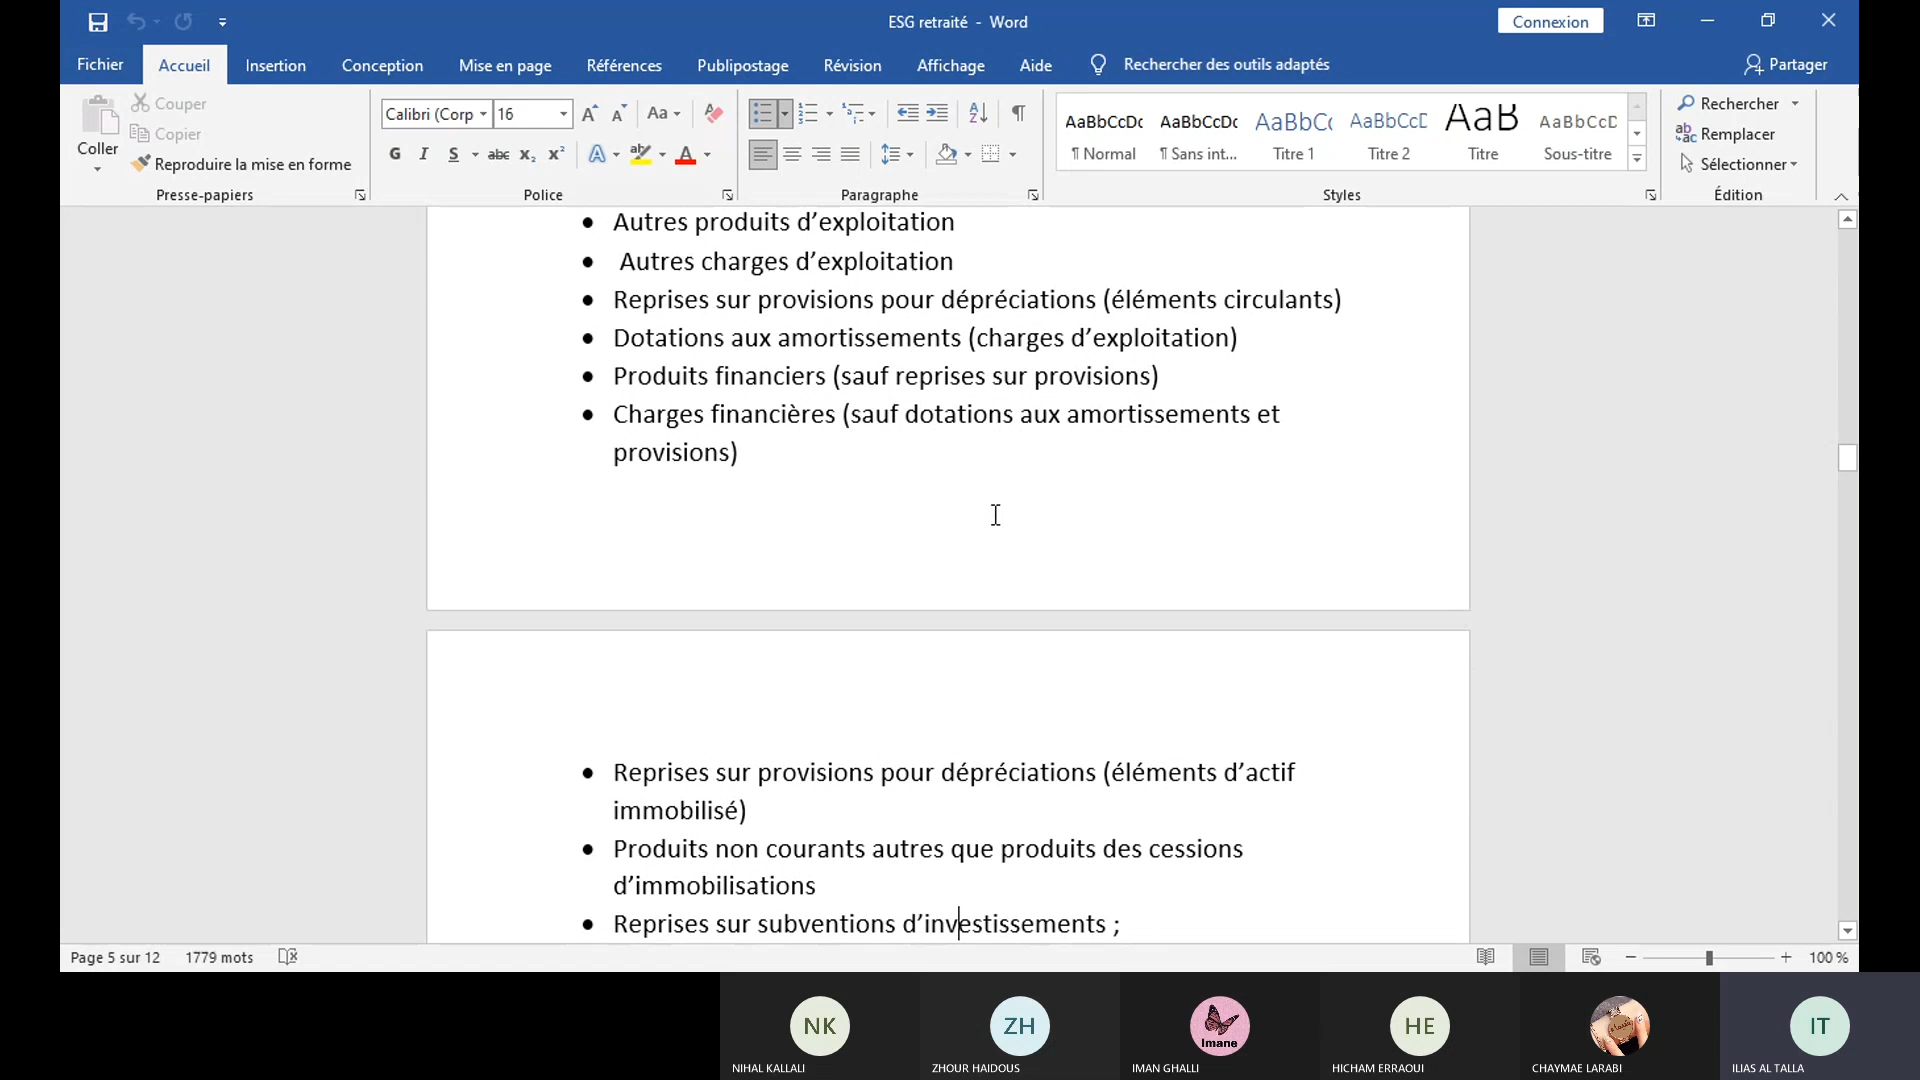 ESG retraité - Word
Connexion
Fichier
Accueil
Insertion
Conception
Mise en page
Références
Publipostage
Révision
Affichage
Aide
Rechercher des outils adaptés
Partager
Coller
Couper
Copier
Reproduire la mise en forme
Presse-papiers
Calibri (Corp
16
Aa
G I S abc x₂ x²
Police
Paragraphe
AaBbCcDc
¶ Normal
AaBbCcDc
¶ Sans int...
AaBbCc
Titre 1
AaBbCcD
Titre 2
AaB
Titre
AaBbCcD
Sous-titre
Styles
Rechercher
Remplacer
Sélectionner
Édition
• Autres produits d’exploitation
• Autres charges d’exploitation
• Reprises sur provisions pour dépréciations (éléments circulants)
• Dotations aux amortissements (charges d’exploitation)
• Produits financiers (sauf reprises sur provisions)
• Charges financières (sauf dotations aux amortissements et
provisions)
• Reprises sur provisions pour dépréciations (éléments d’actif
immobilisé)
• Produits non courants autres que produits des cessions
d’immobilisations
• Reprises sur subventions d’investissements ;
Page 5 sur 12
1779 mots
100 %
NK
NIHAL KALLALI
ZH
ZHOUR HAIDOUS
Imane
IMAN GHALLI
HE
HICHAM ERRAOUI
CHAYMAE LARABI
IT
ILIAS AL TALLA